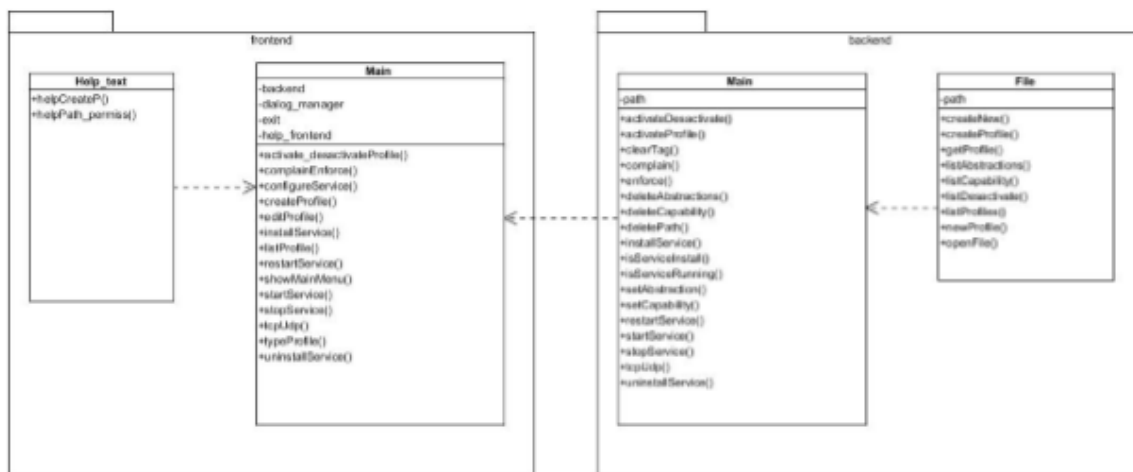 frontend
Help_text
+helpCreateP()
+helpPath_permiss()
Main
-backend
-dialog_manager
-exit
-help_frontend
+activate_desactivateProfile()
+complainEnforce()
+configureService()
+createProfile()
+editProfile()
+installService()
+listProfile()
+restartService()
+showMainMenu()
+startService()
+stopService()
+tcpUdp()
+typeProfile()
+uninstallService()
backend
Main
-path
+activateDesactivate()
+activateProfile()
+clearTag()
+complain()
+enforce()
+deleteAbstractions()
+deleteCapability()
+deletePath()
+installService()
+isServiceInstall()
+isServiceRunning()
+setAbstraction()
+setCapability()
+restartService()
+startService()
+stopService()
+tcpUdp()
+uninstallService()
File
-path
+createNew()
+createProfile()
+getProfile()
+listAbstractions()
+listCapability()
+listDesactivate()
+listProfiles()
+newProfile()
+openFile()